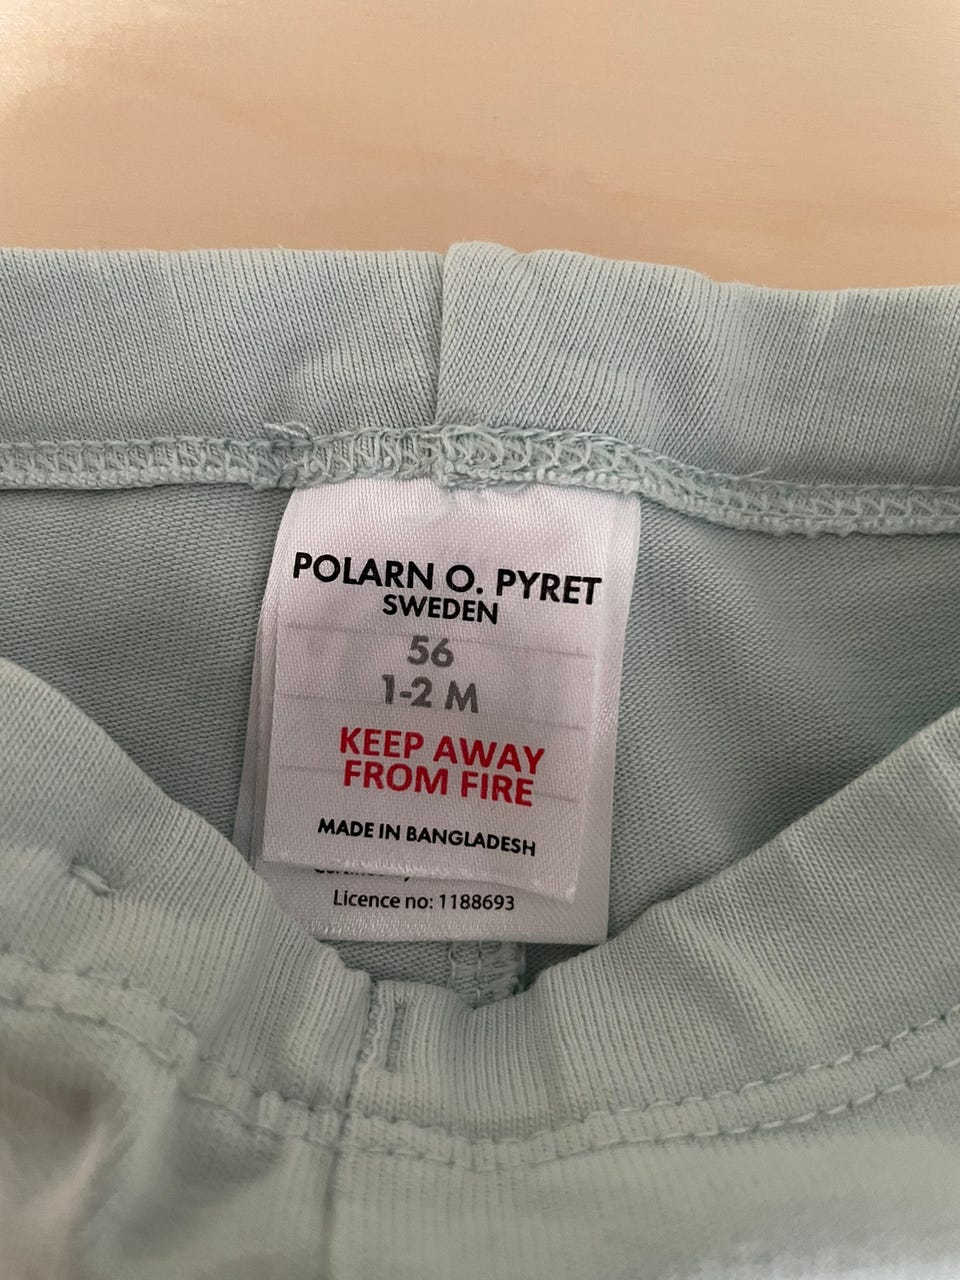 POLARN O. PYRET
SWEDEN
56
1-2 M
KEEP AWAY
FROM FIRE
MADE IN BANGLADESH
Licence no: 1188693